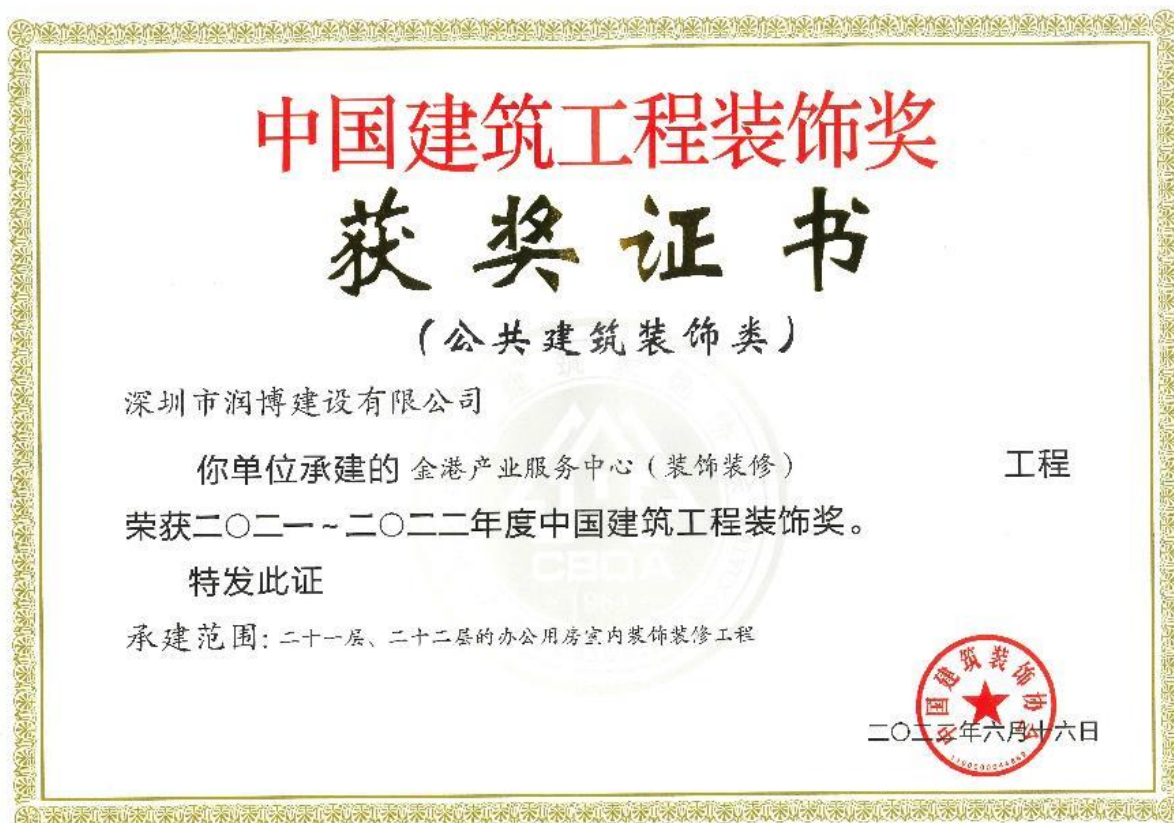 中国建筑工程装饰奖
获奖证书
(公共建筑装饰类)
深圳市润博建设有限公司
你单位承建的 金港产业服务中心(装饰装修) 工程
荣获二〇二一~二〇二二年度中国建筑工程装饰奖。
特发此证
承建范围:二十一层、二十二层的办公用房室内装饰装修工程
中国建筑装饰协会
年六月十六日
CBDA